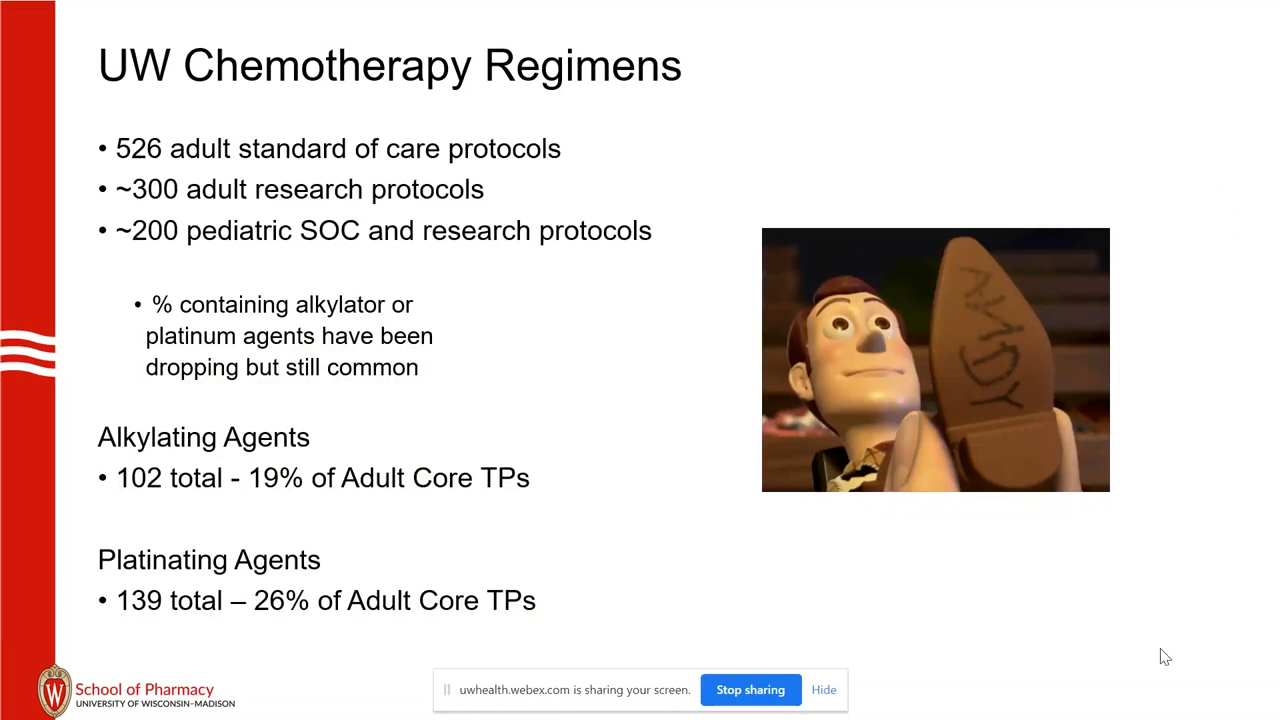 UW Chemotherapy Regimens
• 526 adult standard of care protocols
• ~300 adult research protocols
• ~200 pediatric SOC and research protocols
• % containing alkylator or
platinum agents have been
dropping but still common
Alkylating Agents
• 102 total - 19% of Adult Core TPs
Platinating Agents
• 139 total – 26% of Adult Core TPs
ANDY
W
School of Pharmacy
UNIVERSITY OF WISCONSIN–MADISON
uwhealth.webex.com is sharing your screen. Stop sharing Hide